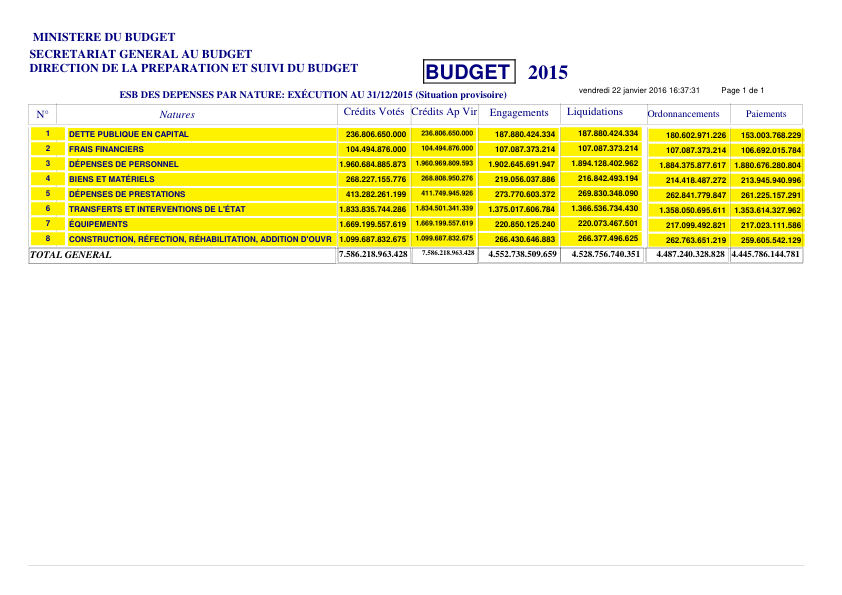 MINISTERE DU BUDGET
SECRETARIAT GENERAL AU BUDGET
DIRECTION DE LA PREPARATION ET SUIVI DU BUDGET
BUDGET 2015
ESB DES DEPENSES PAR NATURE: EXÉCUTION AU 31/12/2015 (Situation provisoire)
vendredi 22 janvier 2016 16:37:31 Page 1 de 1
N° Natures Crédits Votés Crédits Ap Vir Engagements Liquidations Ordonnancements Paiements
1 DETTE PUBLIQUE EN CAPITAL 236.806.650.000 236.806.650.000 187.880.424.334 187.880.424.334 180.602.971.226 153.003.768.229
2 FRAIS FINANCIERS 104.494.876.000 104.494.876.000 107.087.373.214 107.087.373.214 107.087.373.214 106.692.015.784
3 DÉPENSES DE PERSONNEL 1.960.684.885.873 1.960.969.809.593 1.902.645.691.947 1.894.128.402.962 1.884.375.877.617 1.880.676.280.804
4 BIENS ET MATÉRIELS 268.227.155.776 268.808.950.276 219.056.037.886 216.842.493.194 214.418.487.272 213.945.940.996
5 DÉPENSES DE PRESTATIONS 413.282.261.199 411.749.945.926 273.770.603.372 269.830.348.090 262.841.779.847 261.225.157.291
6 TRANSFERTS ET INTERVENTIONS DE L'ÉTAT 1.833.835.744.286 1.834.501.341.339 1.375.017.606.784 1.366.536.734.430 1.358.050.695.611 1.353.614.327.962
7 ÉQUIPEMENTS 1.669.199.557.619 1.669.199.557.619 220.850.125.240 220.073.467.501 217.099.492.821 217.023.111.586
8 CONSTRUCTION, RÉFECTION, RÉHABILITATION, ADDITION D'OUVR 1.099.687.832.675 1.099.687.832.675 266.430.646.883 266.377.496.625 262.763.651.219 259.605.542.129
TOTAL GENERAL 7.586.218.963.428 7.586.218.963.428 4.552.738.509.659 4.528.756.740.351 4.487.240.328.828 4.445.786.144.781